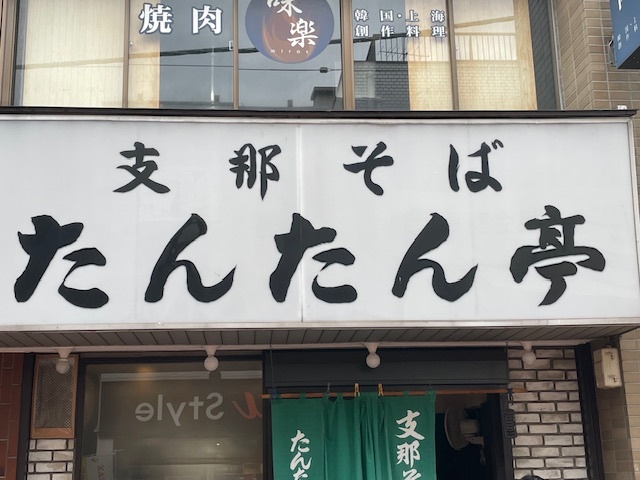 焼肉
味楽
韓国・上海
創作料理
支那そば
たんたん亭
Style
支那そ
たんた